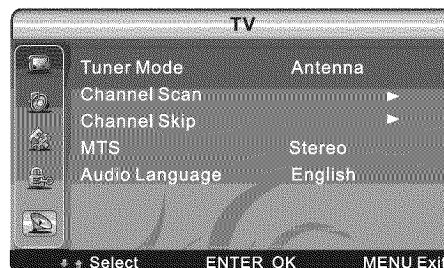 TV
Tuner Mode Antenna
Channel Scan
Channel Skip
MTS Stereo
Audio Language English
Select ENTER OK MENU Exit